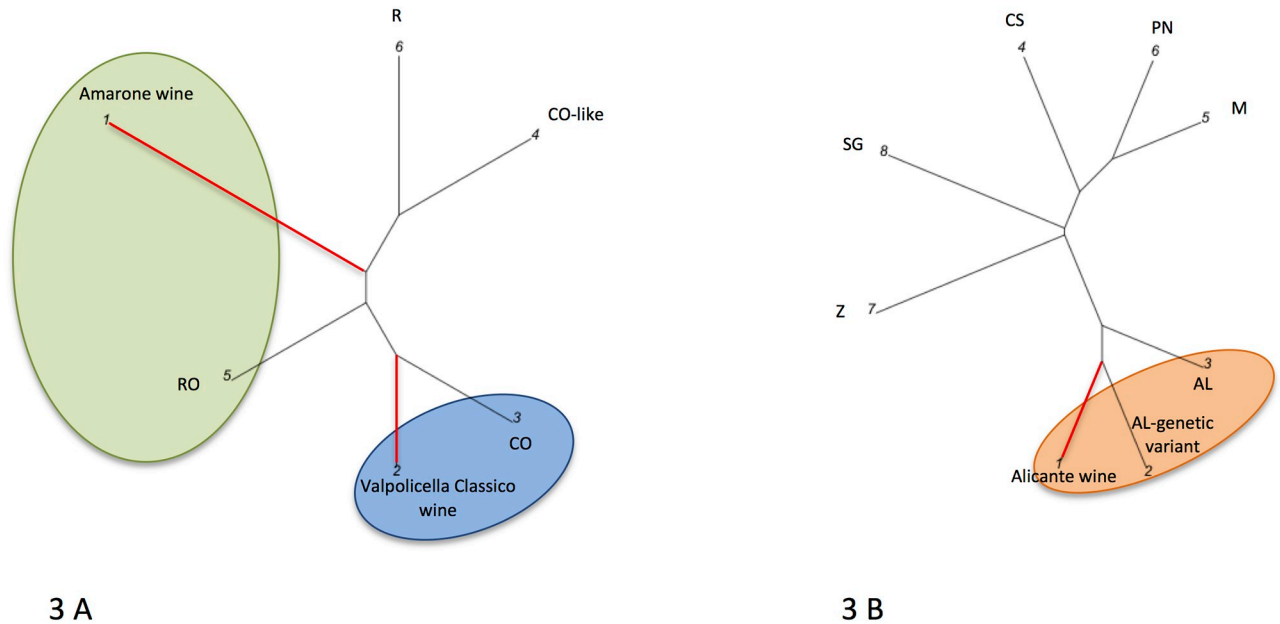 R
6
Amarone wine
1
CO-like
4
5
RO
3
CO
2
Valpolicella Classico
wine
3 A
CS
4
PN
6
M
5
SG
8
Z
7
3
AL
AL-genetic
variant
1
2
Alicante wine
3 B